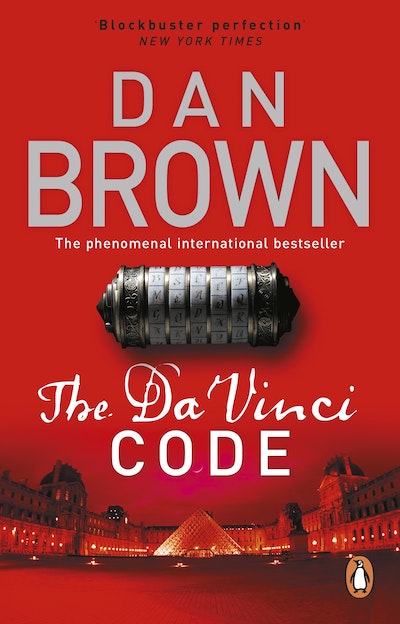 'Blockbuster perfection'
NEW YORK TIMES
DAN
BROWN
The phenomenal international bestseller
The Da Vinci
CODE